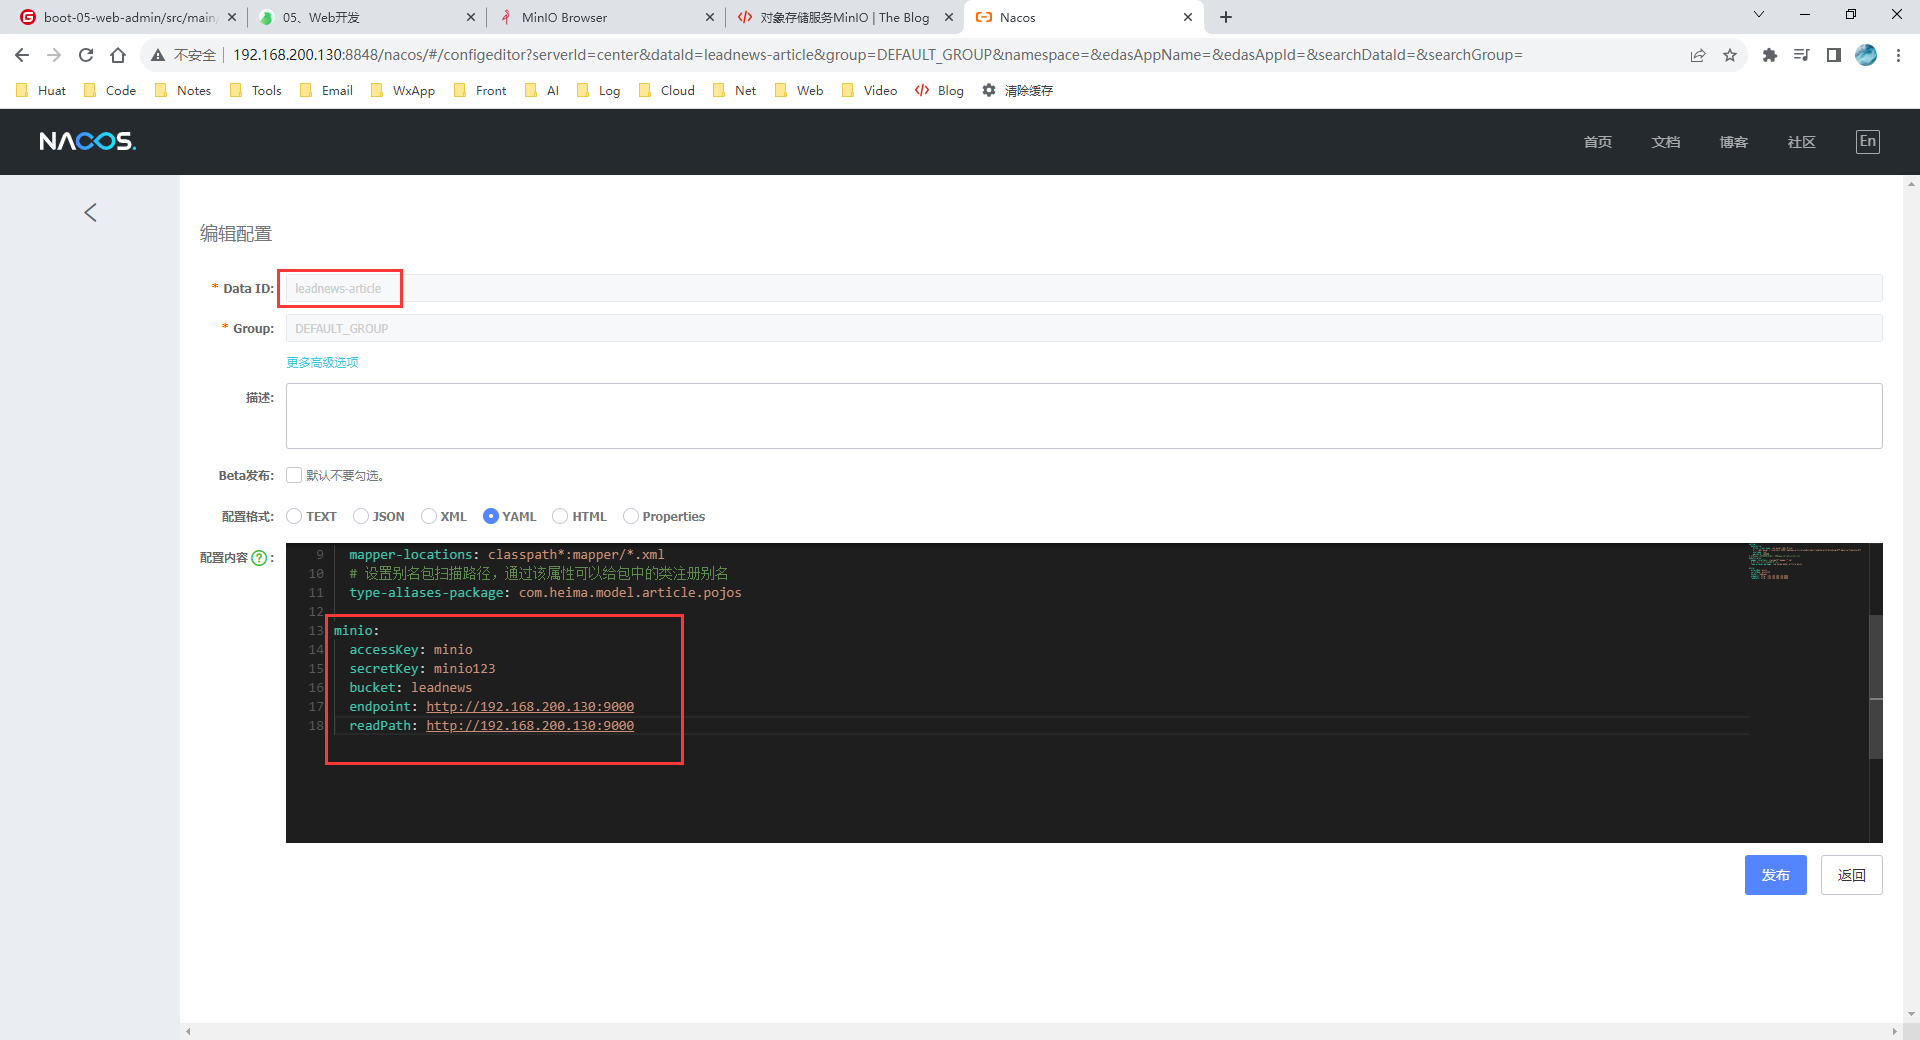 boot-05-web-admin/src/main/
05、Web开发
MinIO Browser
对象存储服务MinIO | The Blog
Nacos
不安全
192.168.200.130:8848/nacos/#/configeditor?serverId=center&dataId=leadnews-article&group=DEFAULT_GROUP&namespace=&edasAppName=&edasAppId=&searchDataId=&searchGroup=
Huat
Code
Notes
Tools
Email
WxApp
Front
AI
Log
Cloud
Net
Web
Video
Blog
清除缓存
NACOS.
首页
文档
博客
社区
En
编辑配置
* Data ID: leadnews-article
* Group: DEFAULT_GROUP
更多高级选项
描述:
Beta发布: 默认不要勾选。
配置格式: TEXT JSON XML YAML HTML Properties
配置内容 ? :
9 mapper-locations: classpath*:mapper/*.xml
10 # 设置别名包扫描路径，通过该属性可以给包中的类注册别名
11 type-aliases-package: com.heima.model.article.pojos
12
13 minio:
14 accessKey: minio
15 secretKey: minio123
16 bucket: leadnews
17 endpoint: http://192.168.200.130:9000
18 readPath: http://192.168.200.130:9000
发布
返回